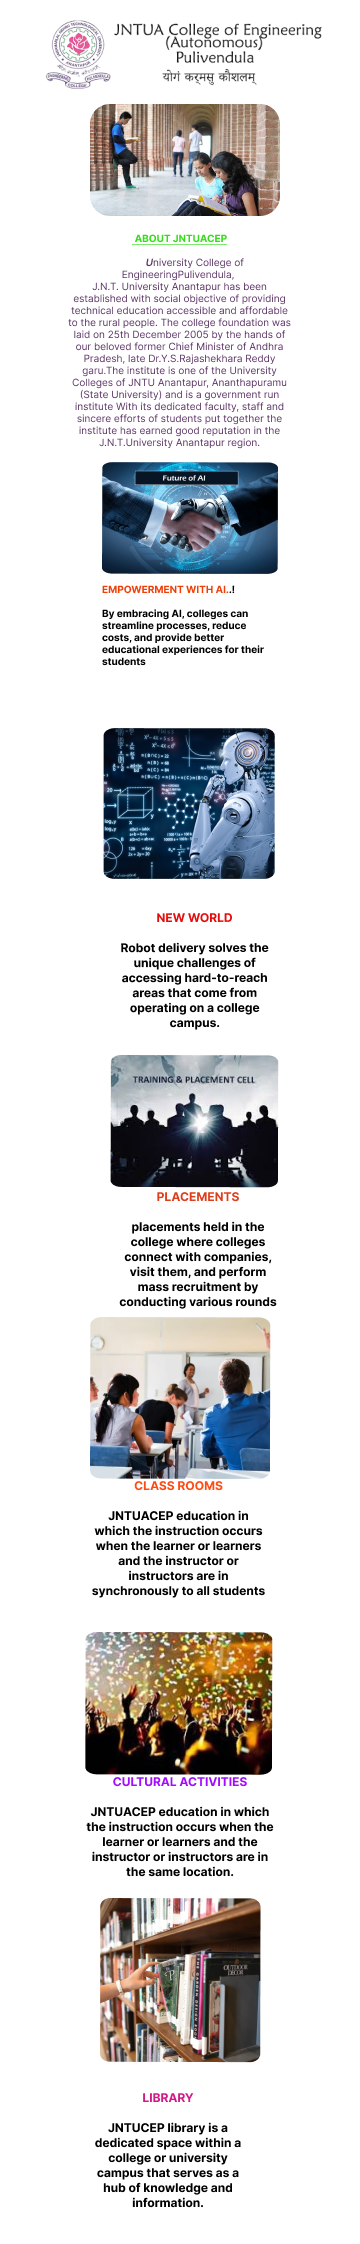 JNTUA College of Engineering
(Autonomous)
Pulivendula
योगं कर्मसु कौशलम्
ABOUT JNTUACEP
University College of
EngineeringPulivendula,
J.N.T. University Anantapur has been
established with social objective of providing
technical education accessible and affordable
to the rural people. The college foundation was
laid on 25th December 2005 by the hands of
our beloved former Chief Minister of Andhra
Pradesh, late Dr.Y.S.Rajashekhara Reddy
garu.The institute is one of the University
Colleges of JNTU Anantapur, Ananthapuramu
(State University) and is a government run
institute With its dedicated faculty, staff and
sincere efforts of students put together the
institute has earned good reputation in the
J.N.T.University Anantapur region.
Future of AI
EMPOWERMENT WITH AI..!
By embracing AI, colleges can
streamline processes, reduce
costs, and provide better
educational experiences for their
students
NEW WORLD
Robot delivery solves the
unique challenges of
accessing hard-to-reach
areas that come from
operating on a college
campus.
TRAINING & PLACEMENT CELL
PLACEMENTS
placements held in the
college where colleges
connect with companies,
visit them, and perform
mass recruitment by
conducting various rounds
CLASS ROOMS
JNTUACEP education in
which the instruction occurs
when the learner or learners
and the instructor or
instructors are in
synchronously to all students
CULTURAL ACTIVITIES
JNTUACEP education in which
the instruction occurs when the
learner or learners and the
instructor or instructors are in
the same location.
OUTDOOR
DECOR
LIBRARY
JNTUCEP library is a
dedicated space within a
college or university
campus that serves as a
hub of knowledge and
information.